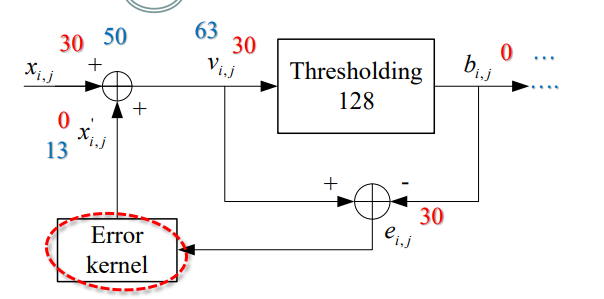 30 50 63 30
x_{i,j} + v_{i,j} Thresholding 128 b_{i,j} 0 ...
.....
0 x'_{i,j} +
13
+ -
30
e_{i,j}
Error
kernel